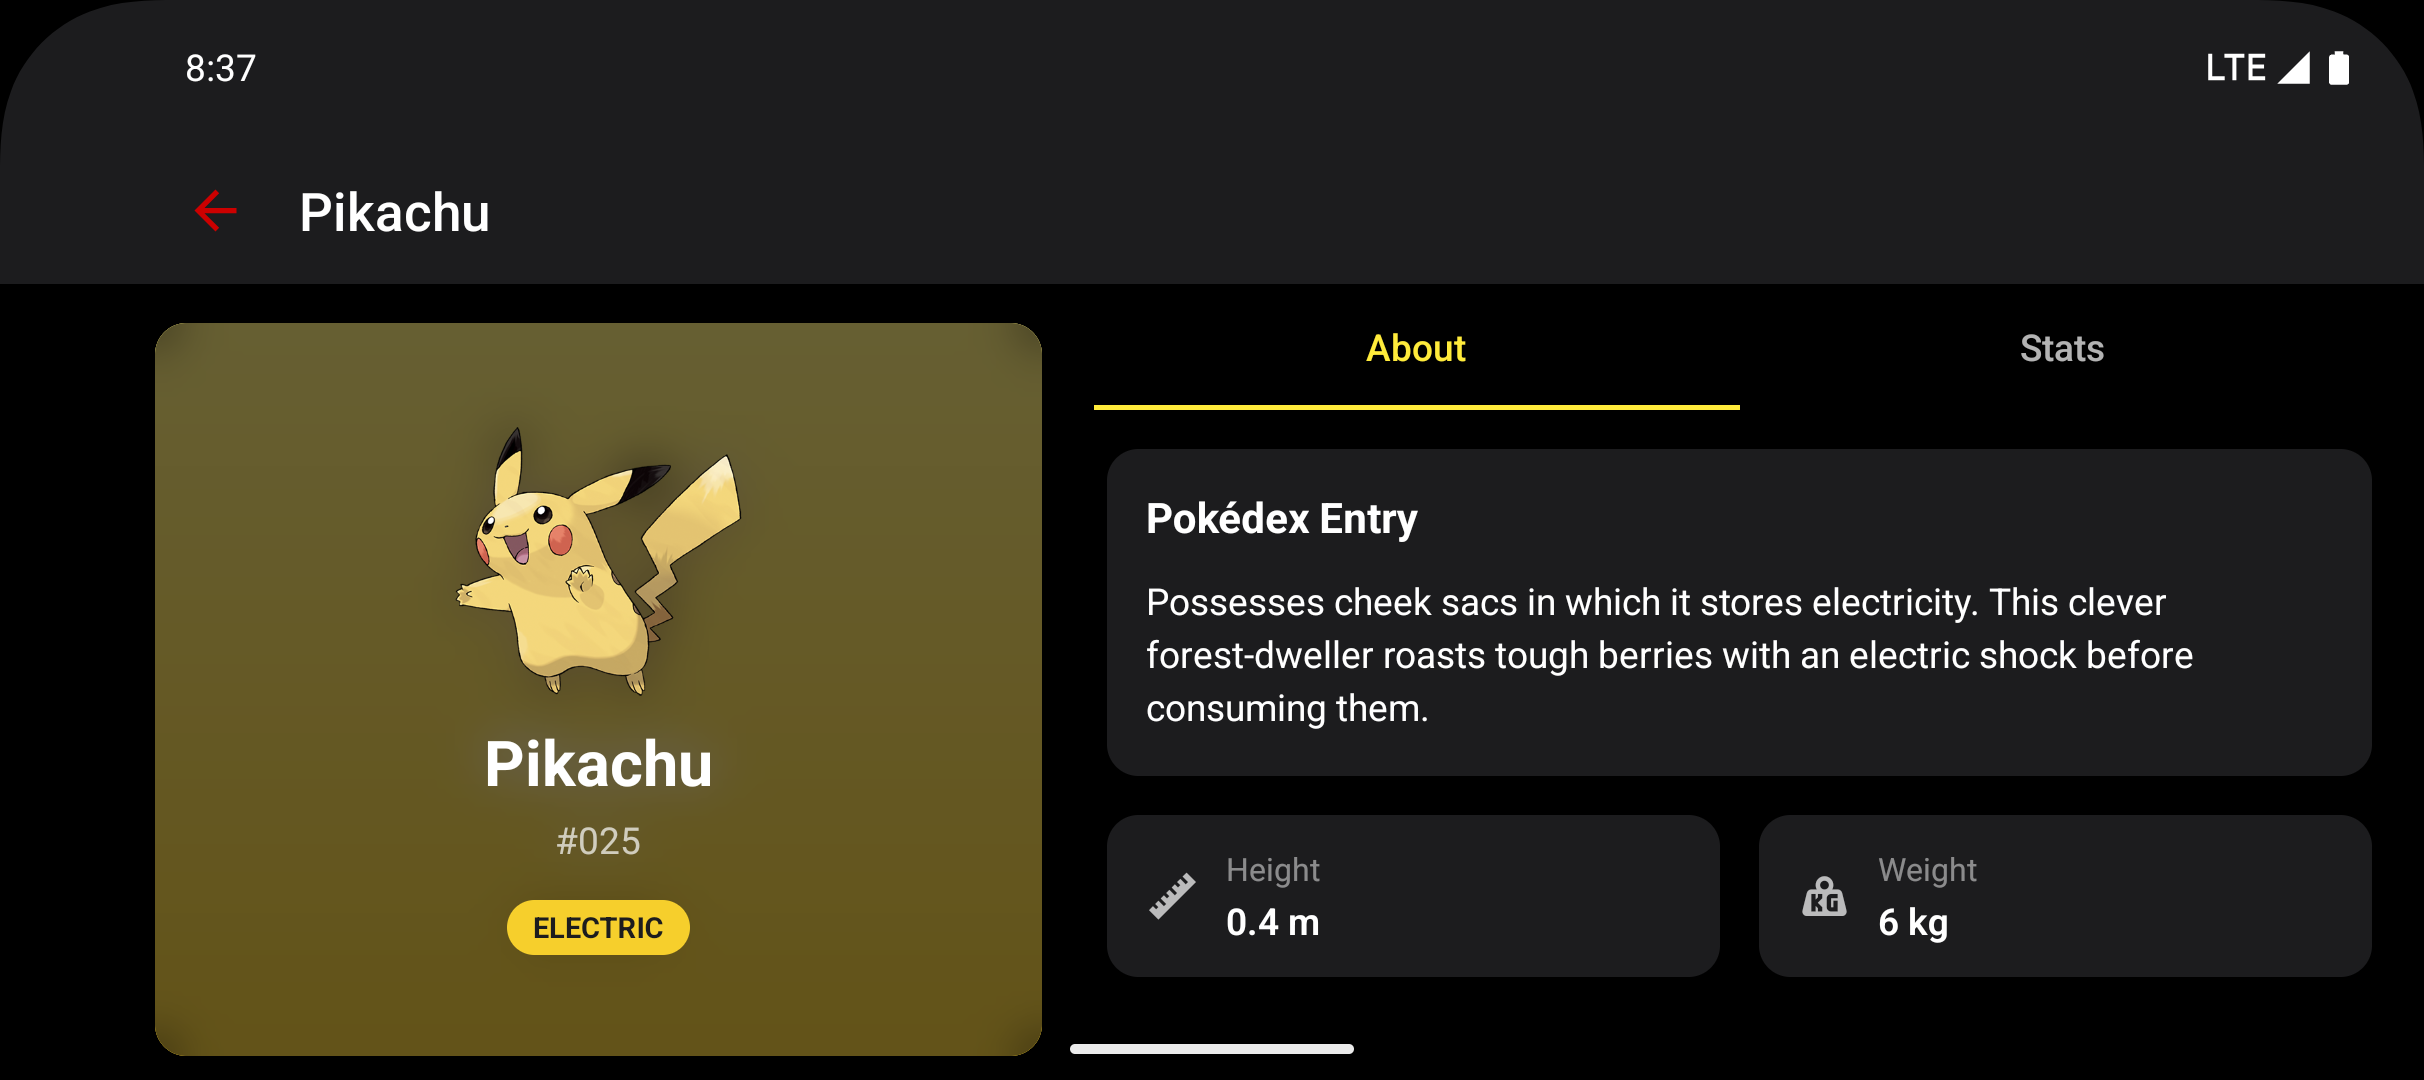 8:37
LTE
Pikachu
Pikachu
#025
ELECTRIC
About
Stats
Pokédex Entry
Possesses cheek sacs in which it stores electricity. This clever
forest-dweller roasts tough berries with an electric shock before
consuming them.
Height
0.4 m
KG
Weight
6 kg